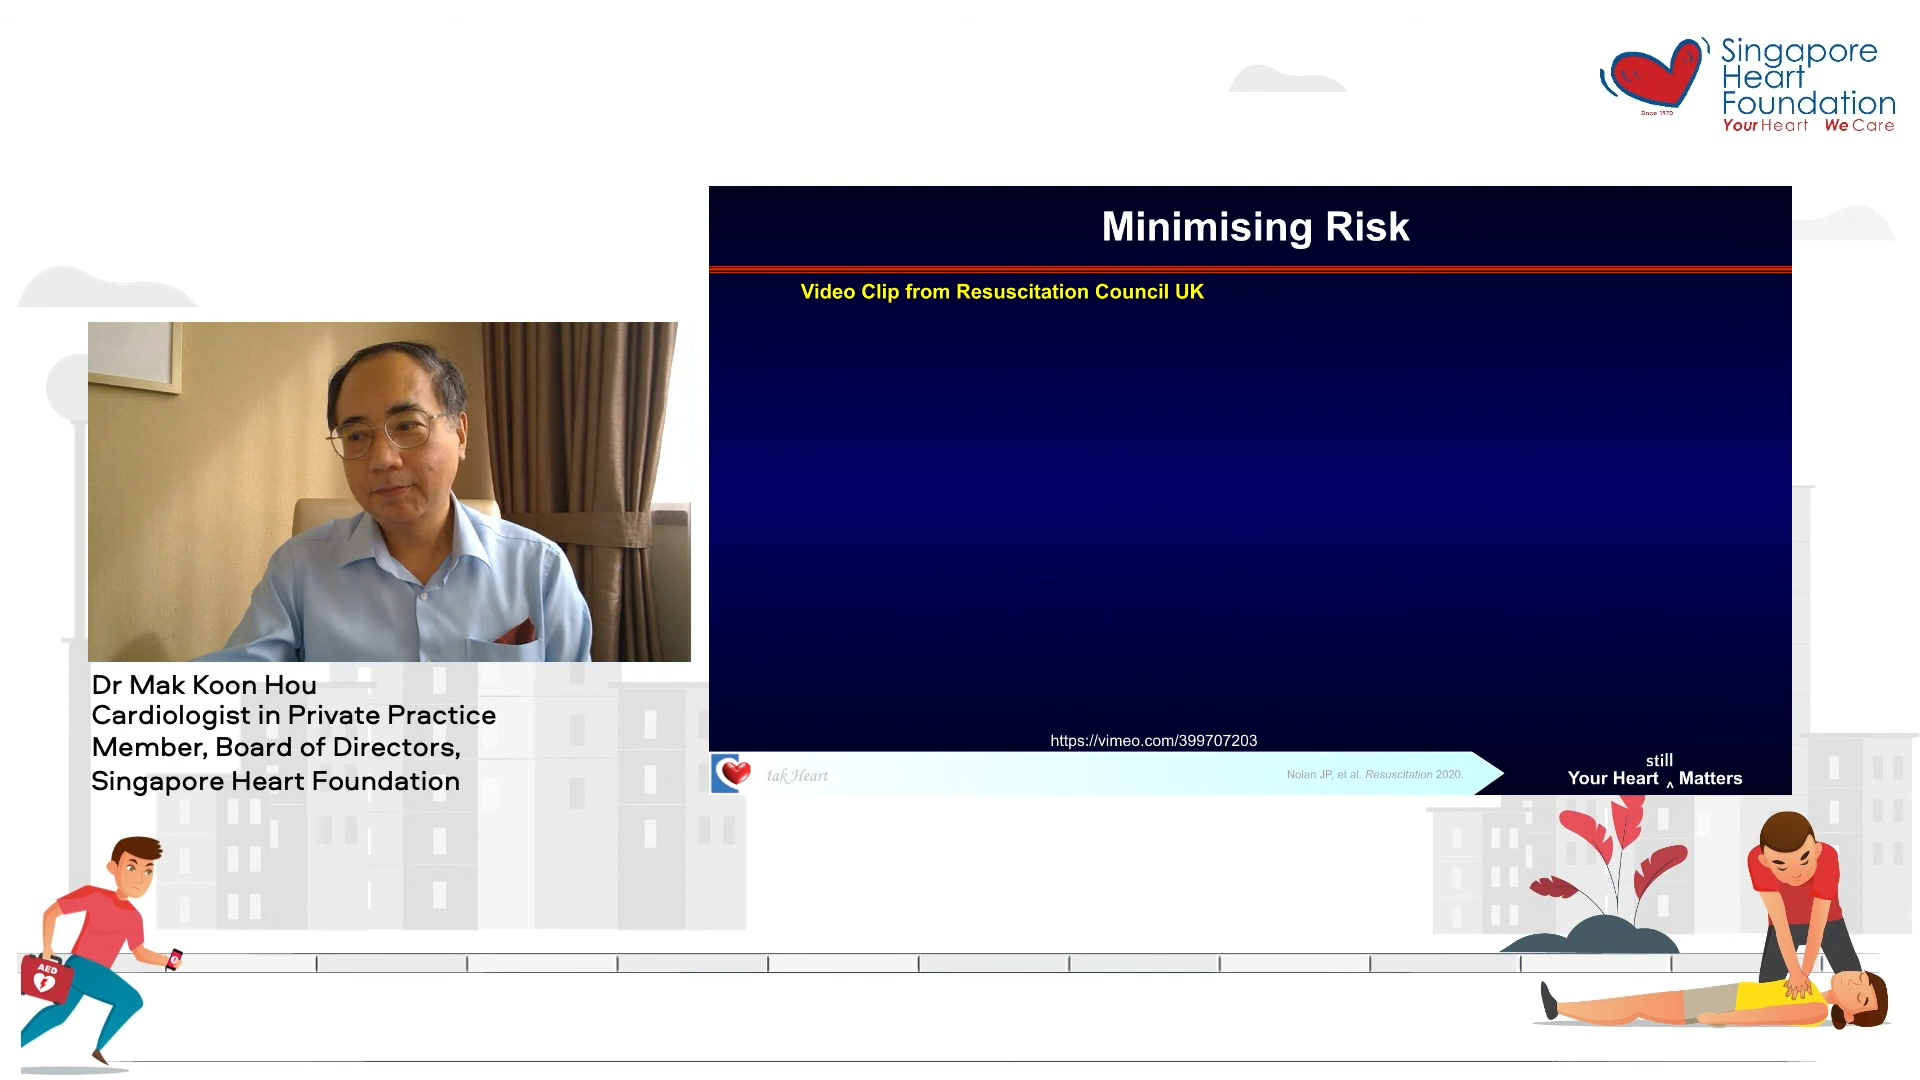 Singapore
Heart
Foundation
Your Heart We Care
Since 1970
Minimising Risk
Video Clip from Resuscitation Council UK
https://vimeo.com/399707203
Heart
Nolan JP, et al. Resuscitation 2020.
still
Your Heart ^ Matters
Dr Mak Koon Hou
Cardiologist in Private Practice
Member, Board of Directors,
Singapore Heart Foundation
AED